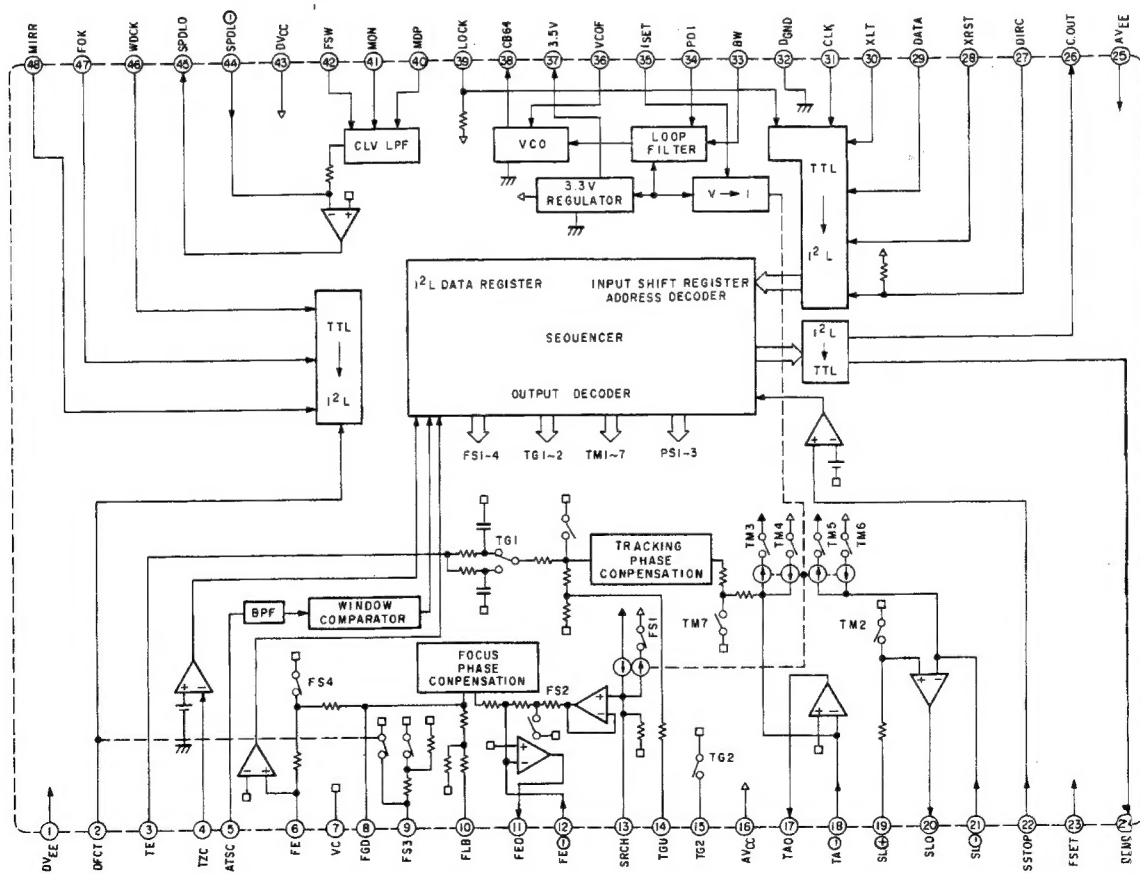 MIRR FOK WDCK SPDLO SPDL⊖ DVCC FSW MON MDP LOCK CB64 3.5V VCOF ISET PDI BW DGND CLK XLT DATA XRST DIRC C.OUT AVEE
48 47 46 45 44 43 42 41 40 39 38 37 36 35 34 33 32 31 30 29 28 27 26 25
CLV LPF
VCO
LOOP
FILTER
3.3V
REGULATOR
V → I
TTL
↓
I²L
- +
I²L DATA REGISTER
INPUT SHIFT REGISTER
ADDRESS DECODER
SEQUENCER
OUTPUT DECODER
TTL
↓
I²L
I²L
↓
TTL
FS1-4 TG1~2 TM1~7 PS1-3
+ -
TG1
TRACKING
PHASE
CONPENSATION
TM3 TM4 TM5 TM6
BPF
WINDOW
COMPARATOR
TM7
TM2
FS1
FOCUS
PHASE
CONPENSATION
FS4
FS2
TG2
+ -
1 2 3 4 5 6 7 8 9 10 11 12 13 14 15 16 17 18 19 20 21 22 23 24
DVEE DFCT TE TZC ATSC FE VC FGD FS3 FLB FEO FE⊖ SRCH TGU TG2 AVCC TAO TA⊖ SL⊕ SLO SL⊖ SSTOP FSET